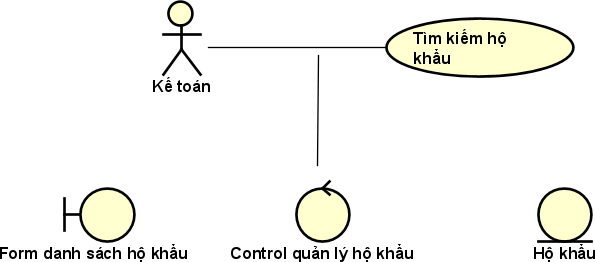 Tìm kiếm hộ
khẩu
Kế toán
Form danh sách hộ khẩu
Control quản lý hộ khẩu
Hộ khẩu